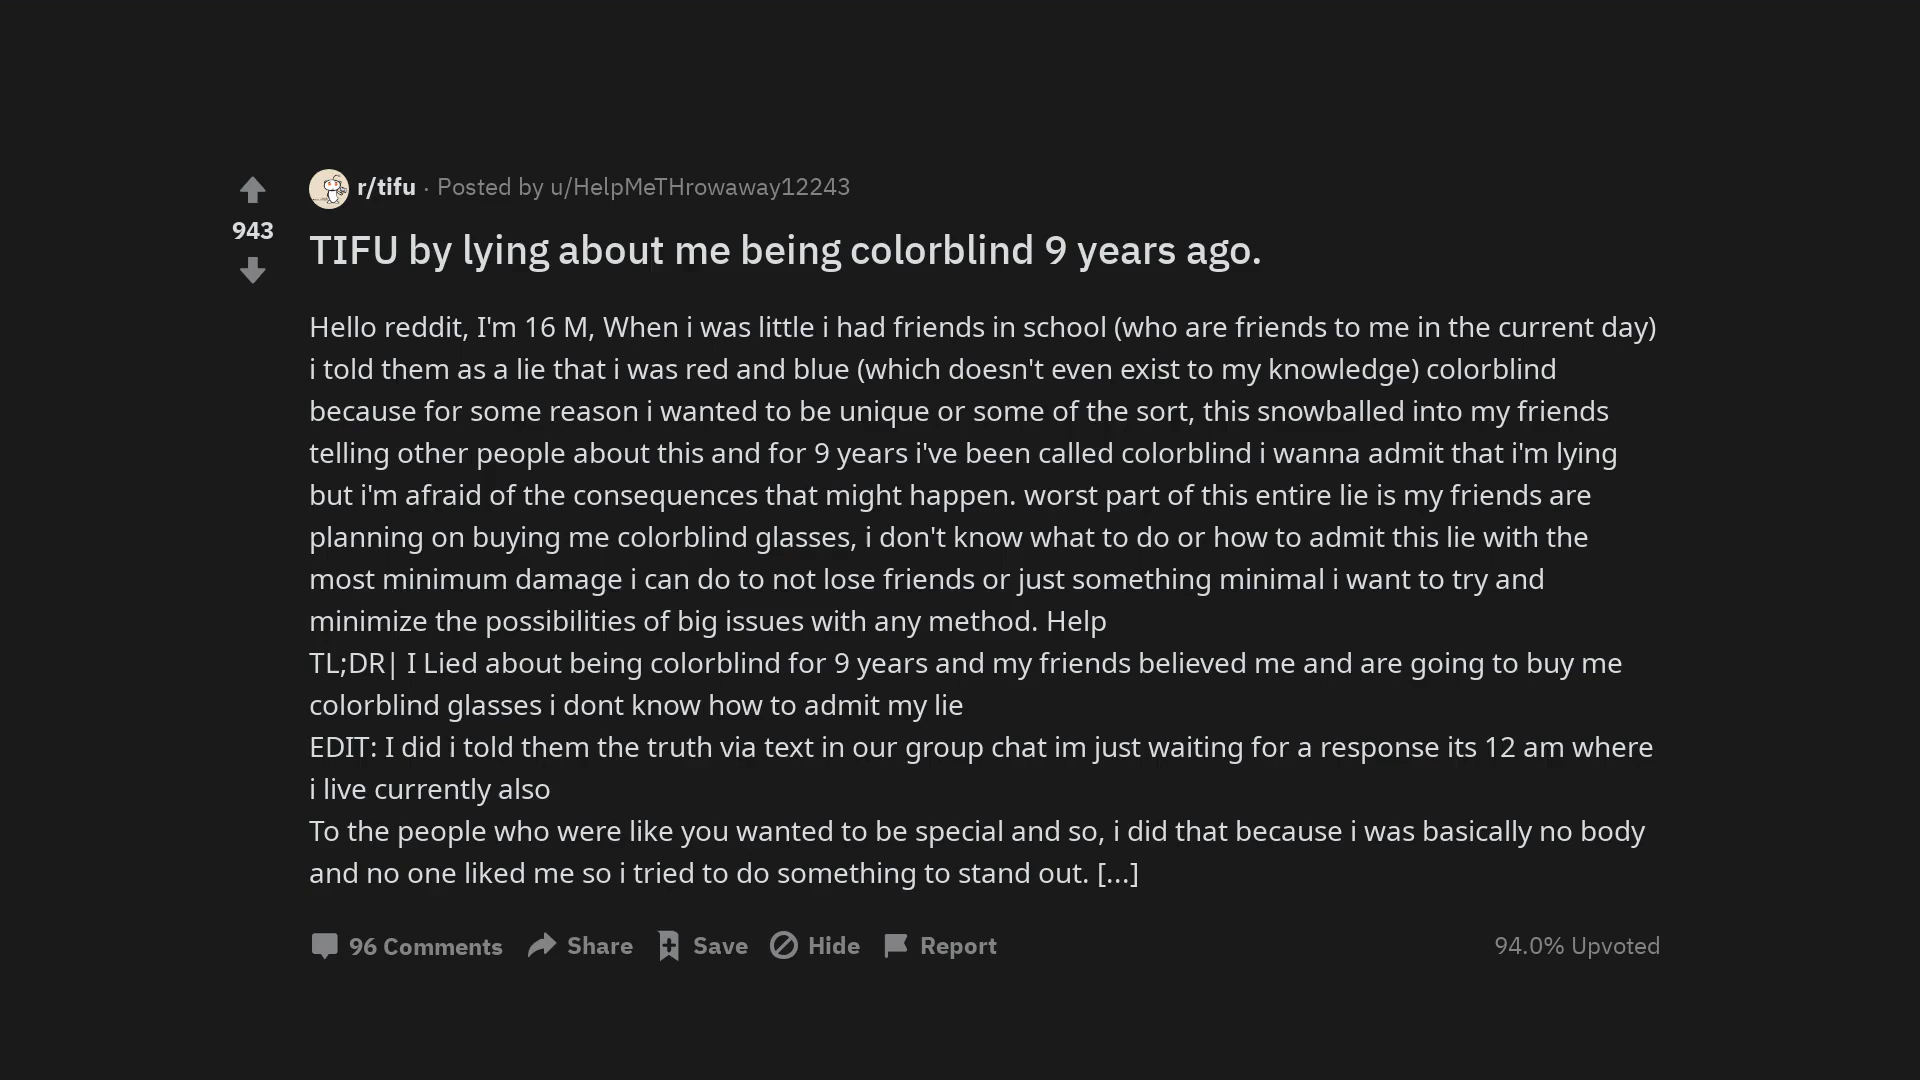 r/tifu · Posted by u/HelpMeTHrowaway12243
943
TIFU by lying about me being colorblind 9 years ago.
Hello reddit, I'm 16 M, When i was little i had friends in school (who are friends to me in the current day)
i told them as a lie that i was red and blue (which doesn't even exist to my knowledge) colorblind
because for some reason i wanted to be unique or some of the sort, this snowballed into my friends
telling other people about this and for 9 years i've been called colorblind i wanna admit that i'm lying
but i'm afraid of the consequences that might happen. worst part of this entire lie is my friends are
planning on buying me colorblind glasses, i don't know what to do or how to admit this lie with the
most minimum damage i can do to not lose friends or just something minimal i want to try and
minimize the possibilities of big issues with any method. Help
TL;DR| I Lied about being colorblind for 9 years and my friends believed me and are going to buy me
colorblind glasses i dont know how to admit my lie
EDIT: I did i told them the truth via text in our group chat im just waiting for a response its 12 am where
i live currently also
To the people who were like you wanted to be special and so, i did that because i was basically no body
and no one liked me so i tried to do something to stand out. [...]
96 Comments Share Save Hide Report 94.0% Upvoted